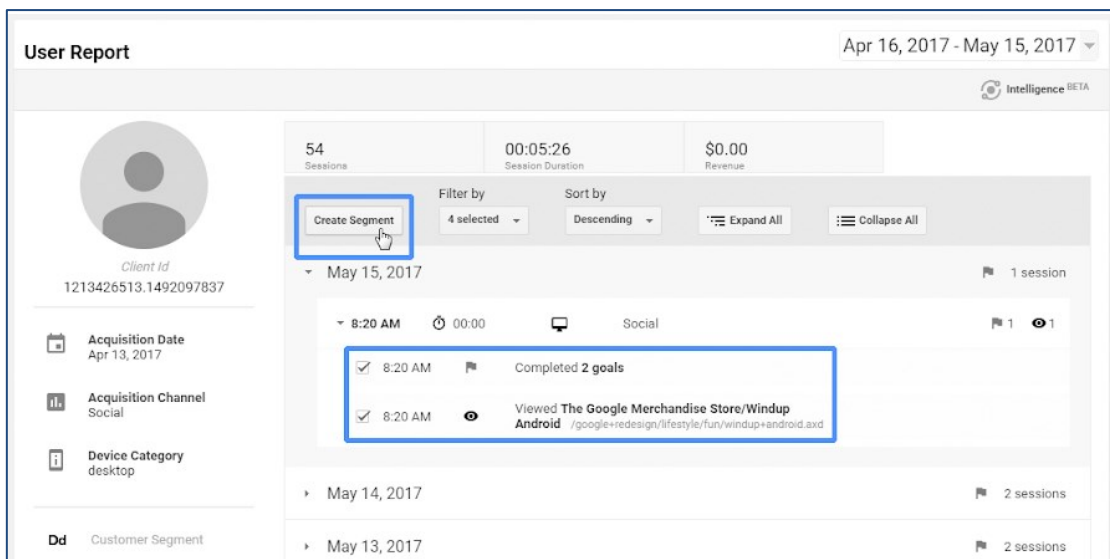 User Report
Apr 16, 2017 - May 15, 2017
Intelligence BETA
54
Sessions
00:05:26
Session Duration
$0.00
Revenue
Filter by
Sort by
Create Segment
4 selected
Descending
Expand All
Collapse All
Client Id
1213426513.1492097837
Acquisition Date
Apr 13, 2017
Acquisition Channel
Social
Device Category
desktop
Dd Customer Segment
May 15, 2017
1 session
8:20 AM 00:00 Social 1 1
8:20 AM Completed 2 goals
8:20 AM Viewed The Google Merchandise Store/Windup
Android /google+redesign/lifestyle/fun/windup+android.axd
May 14, 2017
2 sessions
May 13, 2017
2 sessions